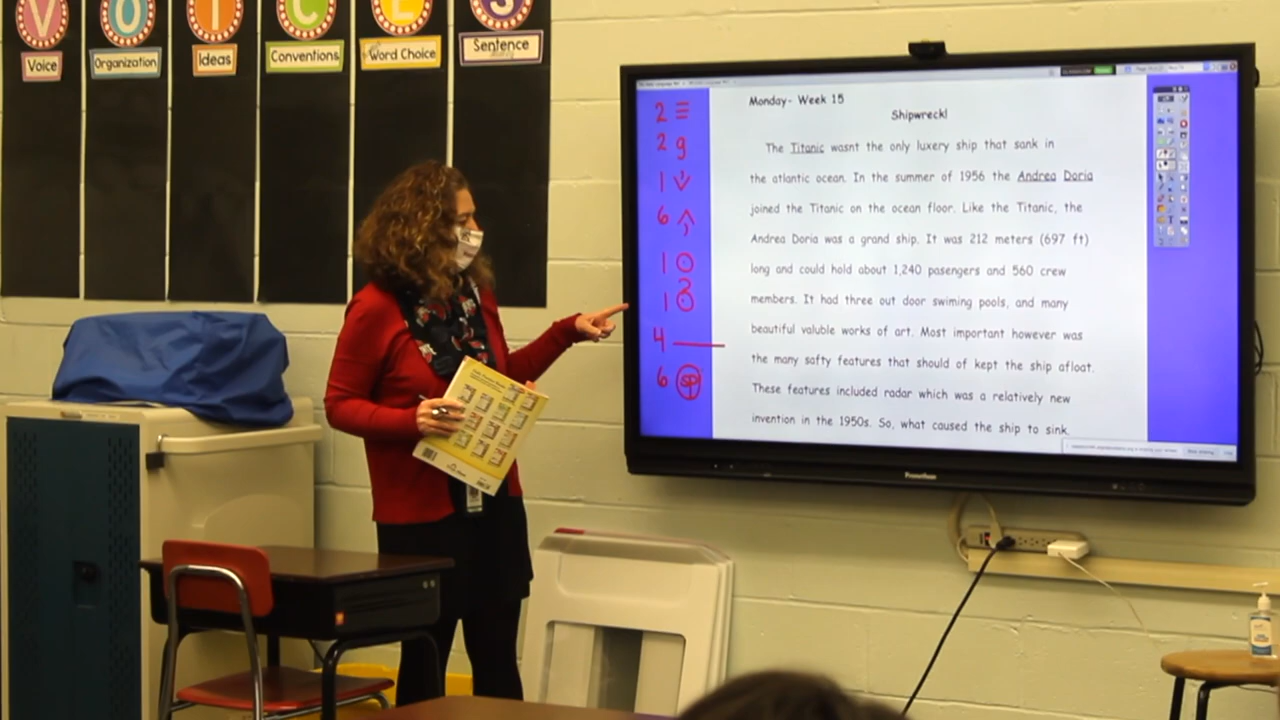 V O I C E S
Voice Organization Ideas Conventions Word Choice Sentence
Monday- Week 15
Shipwreck!
The Titanic wasnt the only luxery ship that sank in
the atlantic ocean. In the summer of 1956 the Andrea Doria
joined the Titanic on the ocean floor. Like the Titanic, the
Andrea Doria was a grand ship. It was 212 meters (697 ft)
long and could hold about 1,240 pasengers and 560 crew
members. It had three out door swiming pools, and many
beautiful valuble works of art. Most important however was
the many safty features that should of kept the ship afloat.
These features included radar which was a relatively new
invention in the 1950s. So, what caused the ship to sink.
2
2 g
1
6
1
1
4
6 sp
Promethean